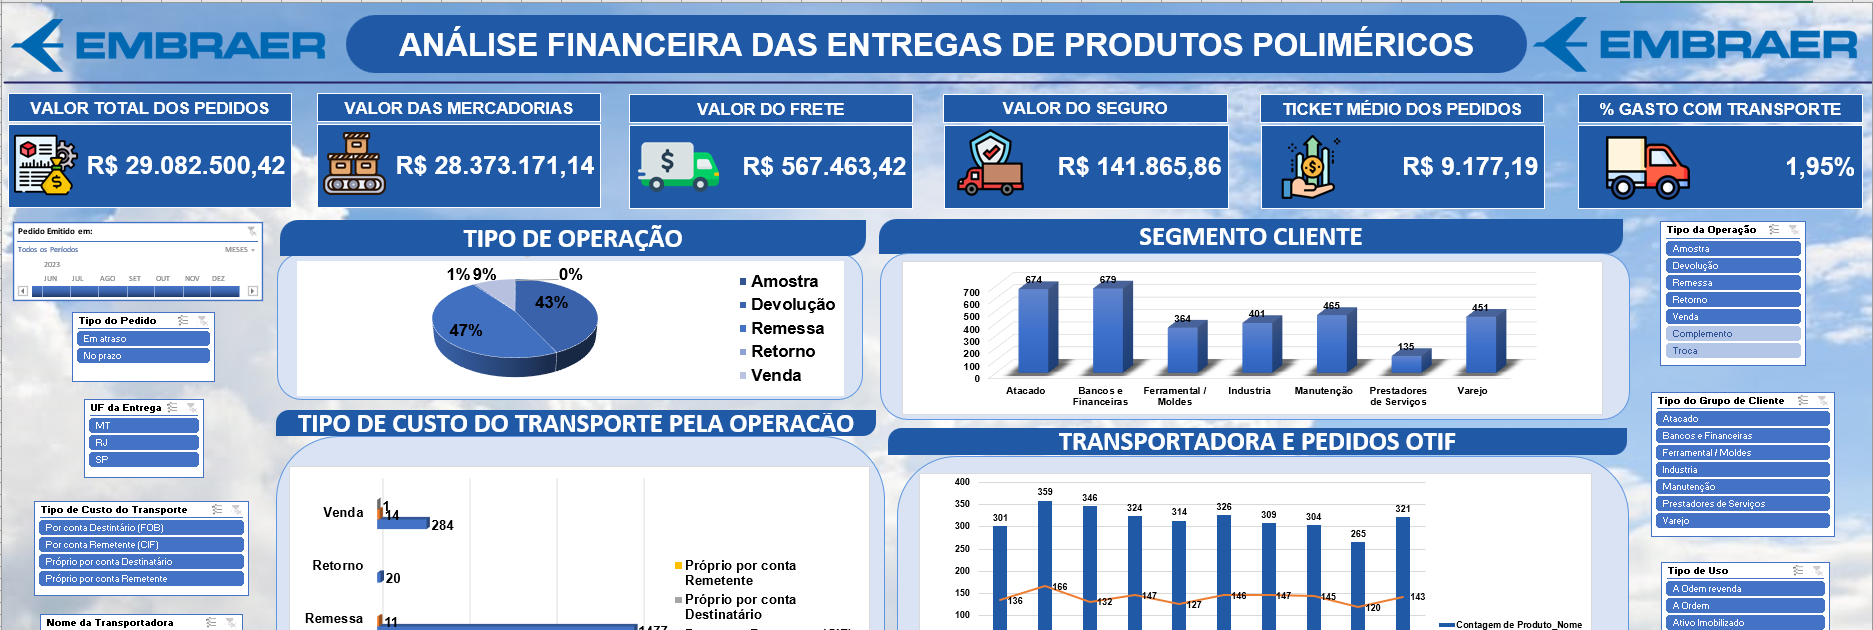 EMBRAER
ANÁLISE FINANCEIRA DAS ENTREGAS DE PRODUTOS POLIMÉRICOS
EMBRAER
VALOR TOTAL DOS PEDIDOS
R$ 29.082.500,42
VALOR DAS MERCADORIAS
R$ 28.373.171,14
VALOR DO FRETE
$
R$ 567.463,42
VALOR DO SEGURO
R$ 141.865,86
TICKET MÉDIO DOS PEDIDOS
R$ 9.177,19
% GASTO COM TRANSPORTE
1,95%
Pedido Emitido em:
Todos os Períodos
MESES
2023
JUN JUL AGO SET OUT NOV DEZ
Tipo do Pedido
Em atraso
No prazo
UF da Entrega
MT
RJ
SP
Tipo de Custo do Transporte
Por conta Destintário (FOB)
Por conta Remetente (CIF)
Próprio por conta Destinatário
Próprio por conta Remetente
Nome da Transportadora
TIPO DE OPERAÇÃO
1% 9% 0%
43%
47%
Amostra
Devolução
Remessa
Retorno
Venda
TIPO DE CUSTO DO TRANSPORTE PELA OPERAÇÃO
Venda
1
14
284
Retorno
20
Remessa
11
1477
Próprio por conta
Remetente
Próprio por conta
Destinatário
SEGMENTO CLIENTE
700
600
500
400
300
200
100
0
674
679
364
401
465
135
451
Atacado
Bancos e
Financeiras
Ferramental /
Moldes
Industria
Manutenção
Prestadores
de Serviços
Varejo
TRANSPORTADORA E PEDIDOS OTIF
400
350
300
250
200
150
100
301 359 346 324 314 326 309 304 265 321
136 166 132 147 127 146 147 145 120 143
Contagem de Produto_Nome
Tipo da Operação
Amostra
Devolução
Remessa
Retorno
Venda
Complemento
Troca
Tipo do Grupo de Cliente
Atacado
Bancos e Financeiras
Ferramental / Moldes
Industria
Manutenção
Prestadores de Serviços
Varejo
Tipo de Uso
A Odem revenda
A Ordem
Ativo Imobilizado